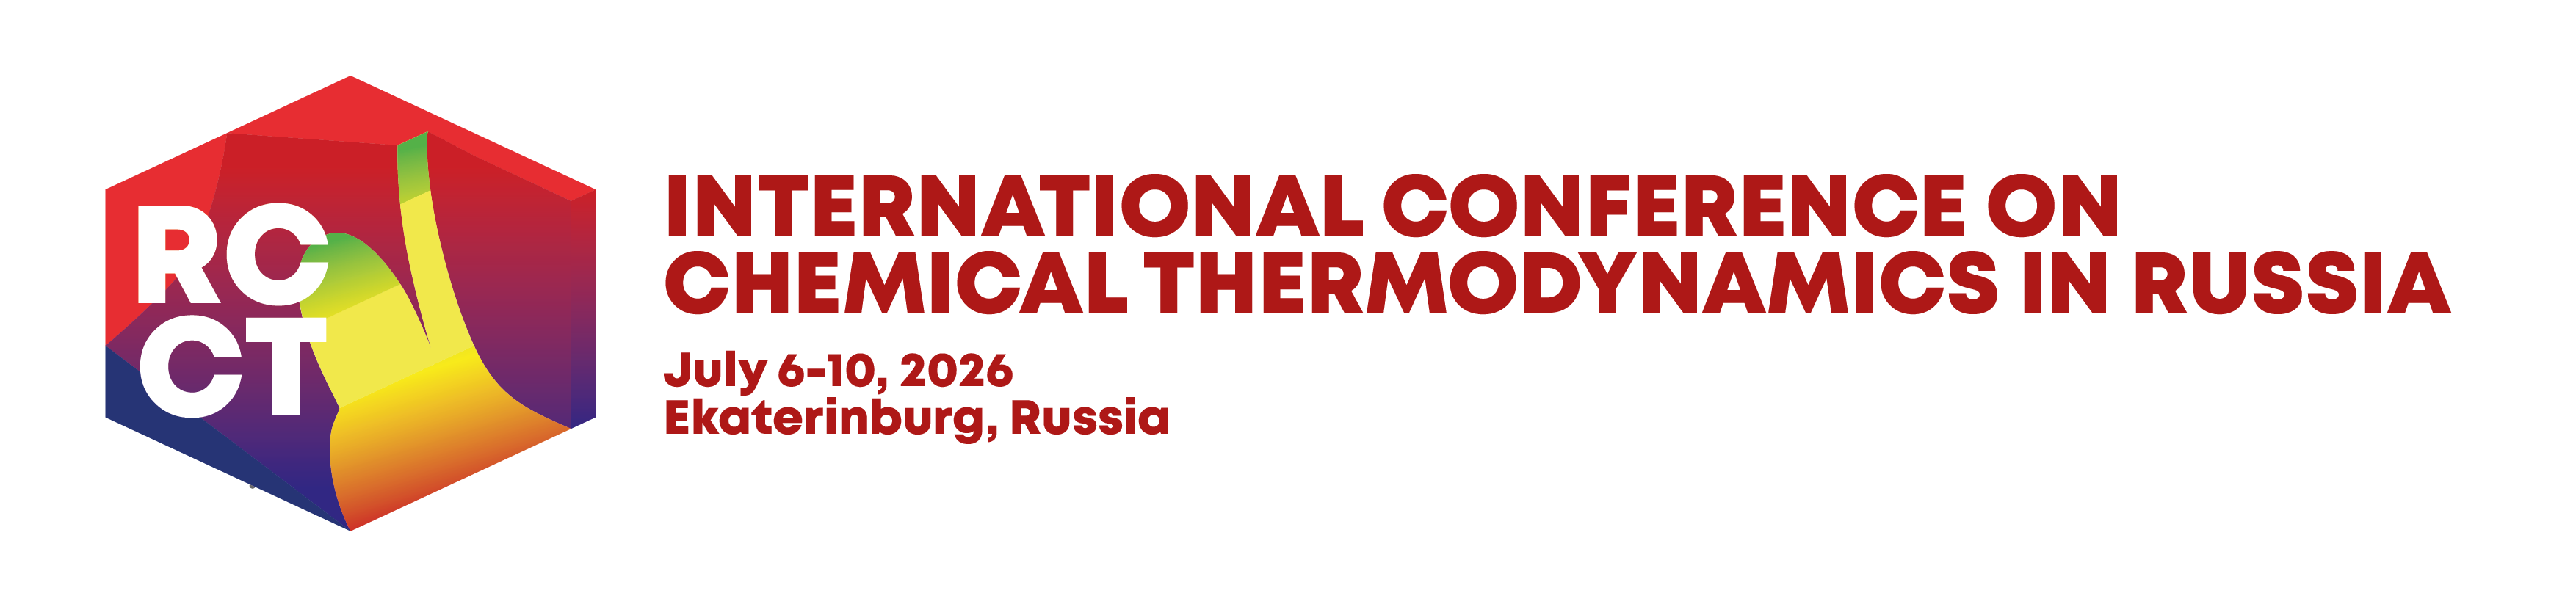 RC
CT
INTERNATIONAL CONFERENCE ON
CHEMICAL THERMODYNAMICS IN RUSSIA
July 6-10, 2026
Ekaterinburg, Russia